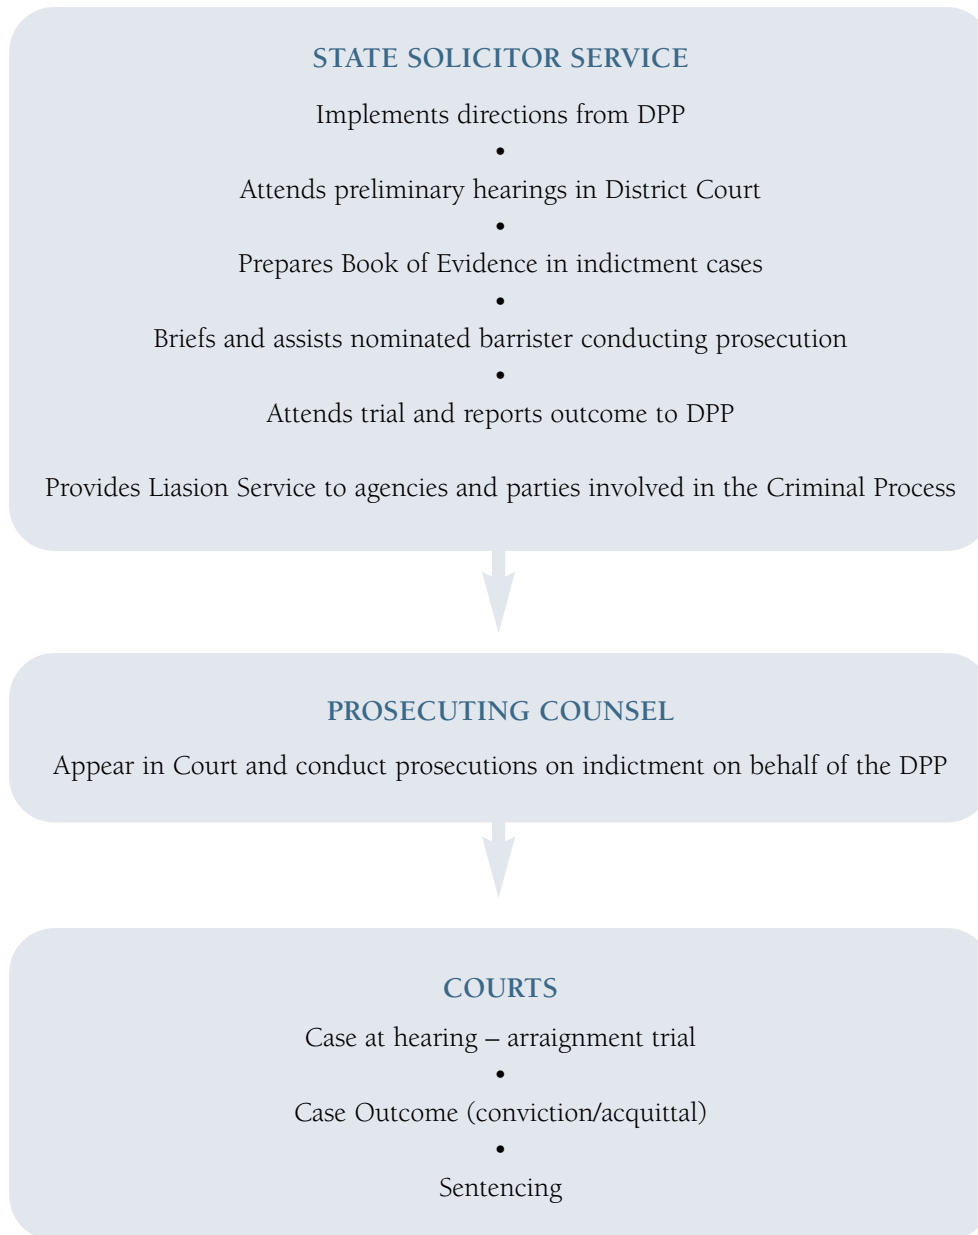 STATE SOLICITOR SERVICE
Implements directions from DPP
•
Attends preliminary hearings in District Court
•
Prepares Book of Evidence in indictment cases
•
Briefs and assists nominated barrister conducting prosecution
•
Attends trial and reports outcome to DPP
Provides Liasion Service to agencies and parties involved in the Criminal Process
PROSECUTING COUNSEL
Appear in Court and conduct prosecutions on indictment on behalf of the DPP
COURTS
Case at hearing – arraignment trial
•
Case Outcome (conviction/acquittal)
•
Sentencing